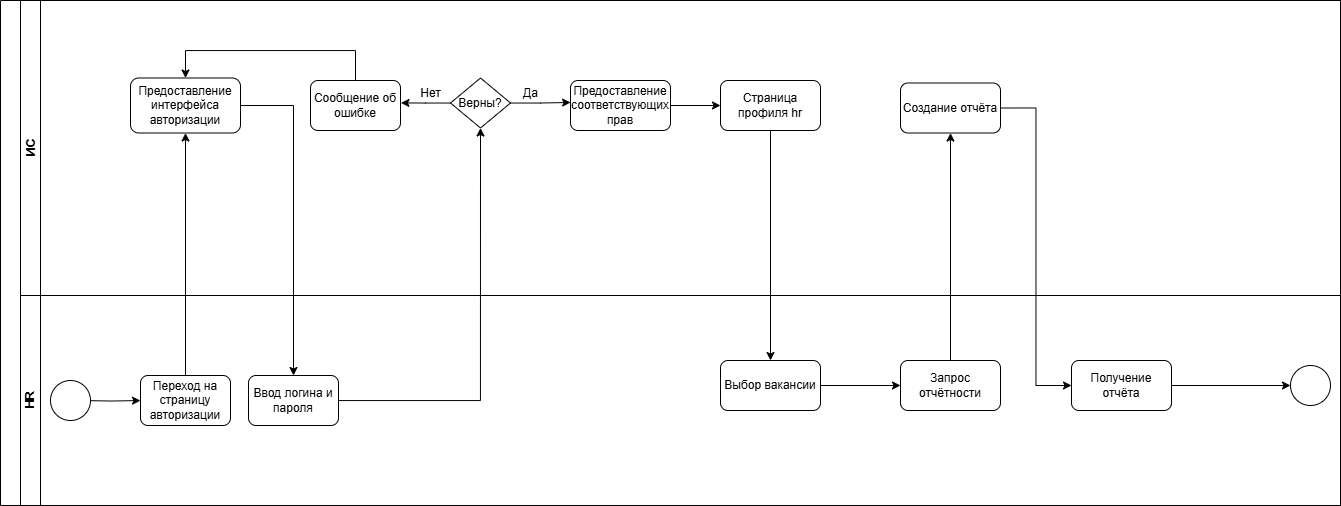 ИС
Предоставление
интерфейса
авторизации
Сообщение об
ошибке
Нет
Верны?
Да
Предоставление
соответствующих
прав
Страница
профиля hr
Создание отчёта
HR
Переход на
страницу
авторизации
Ввод логина и
пароля
Выбор вакансии
Запрос
отчётности
Получение
отчёта